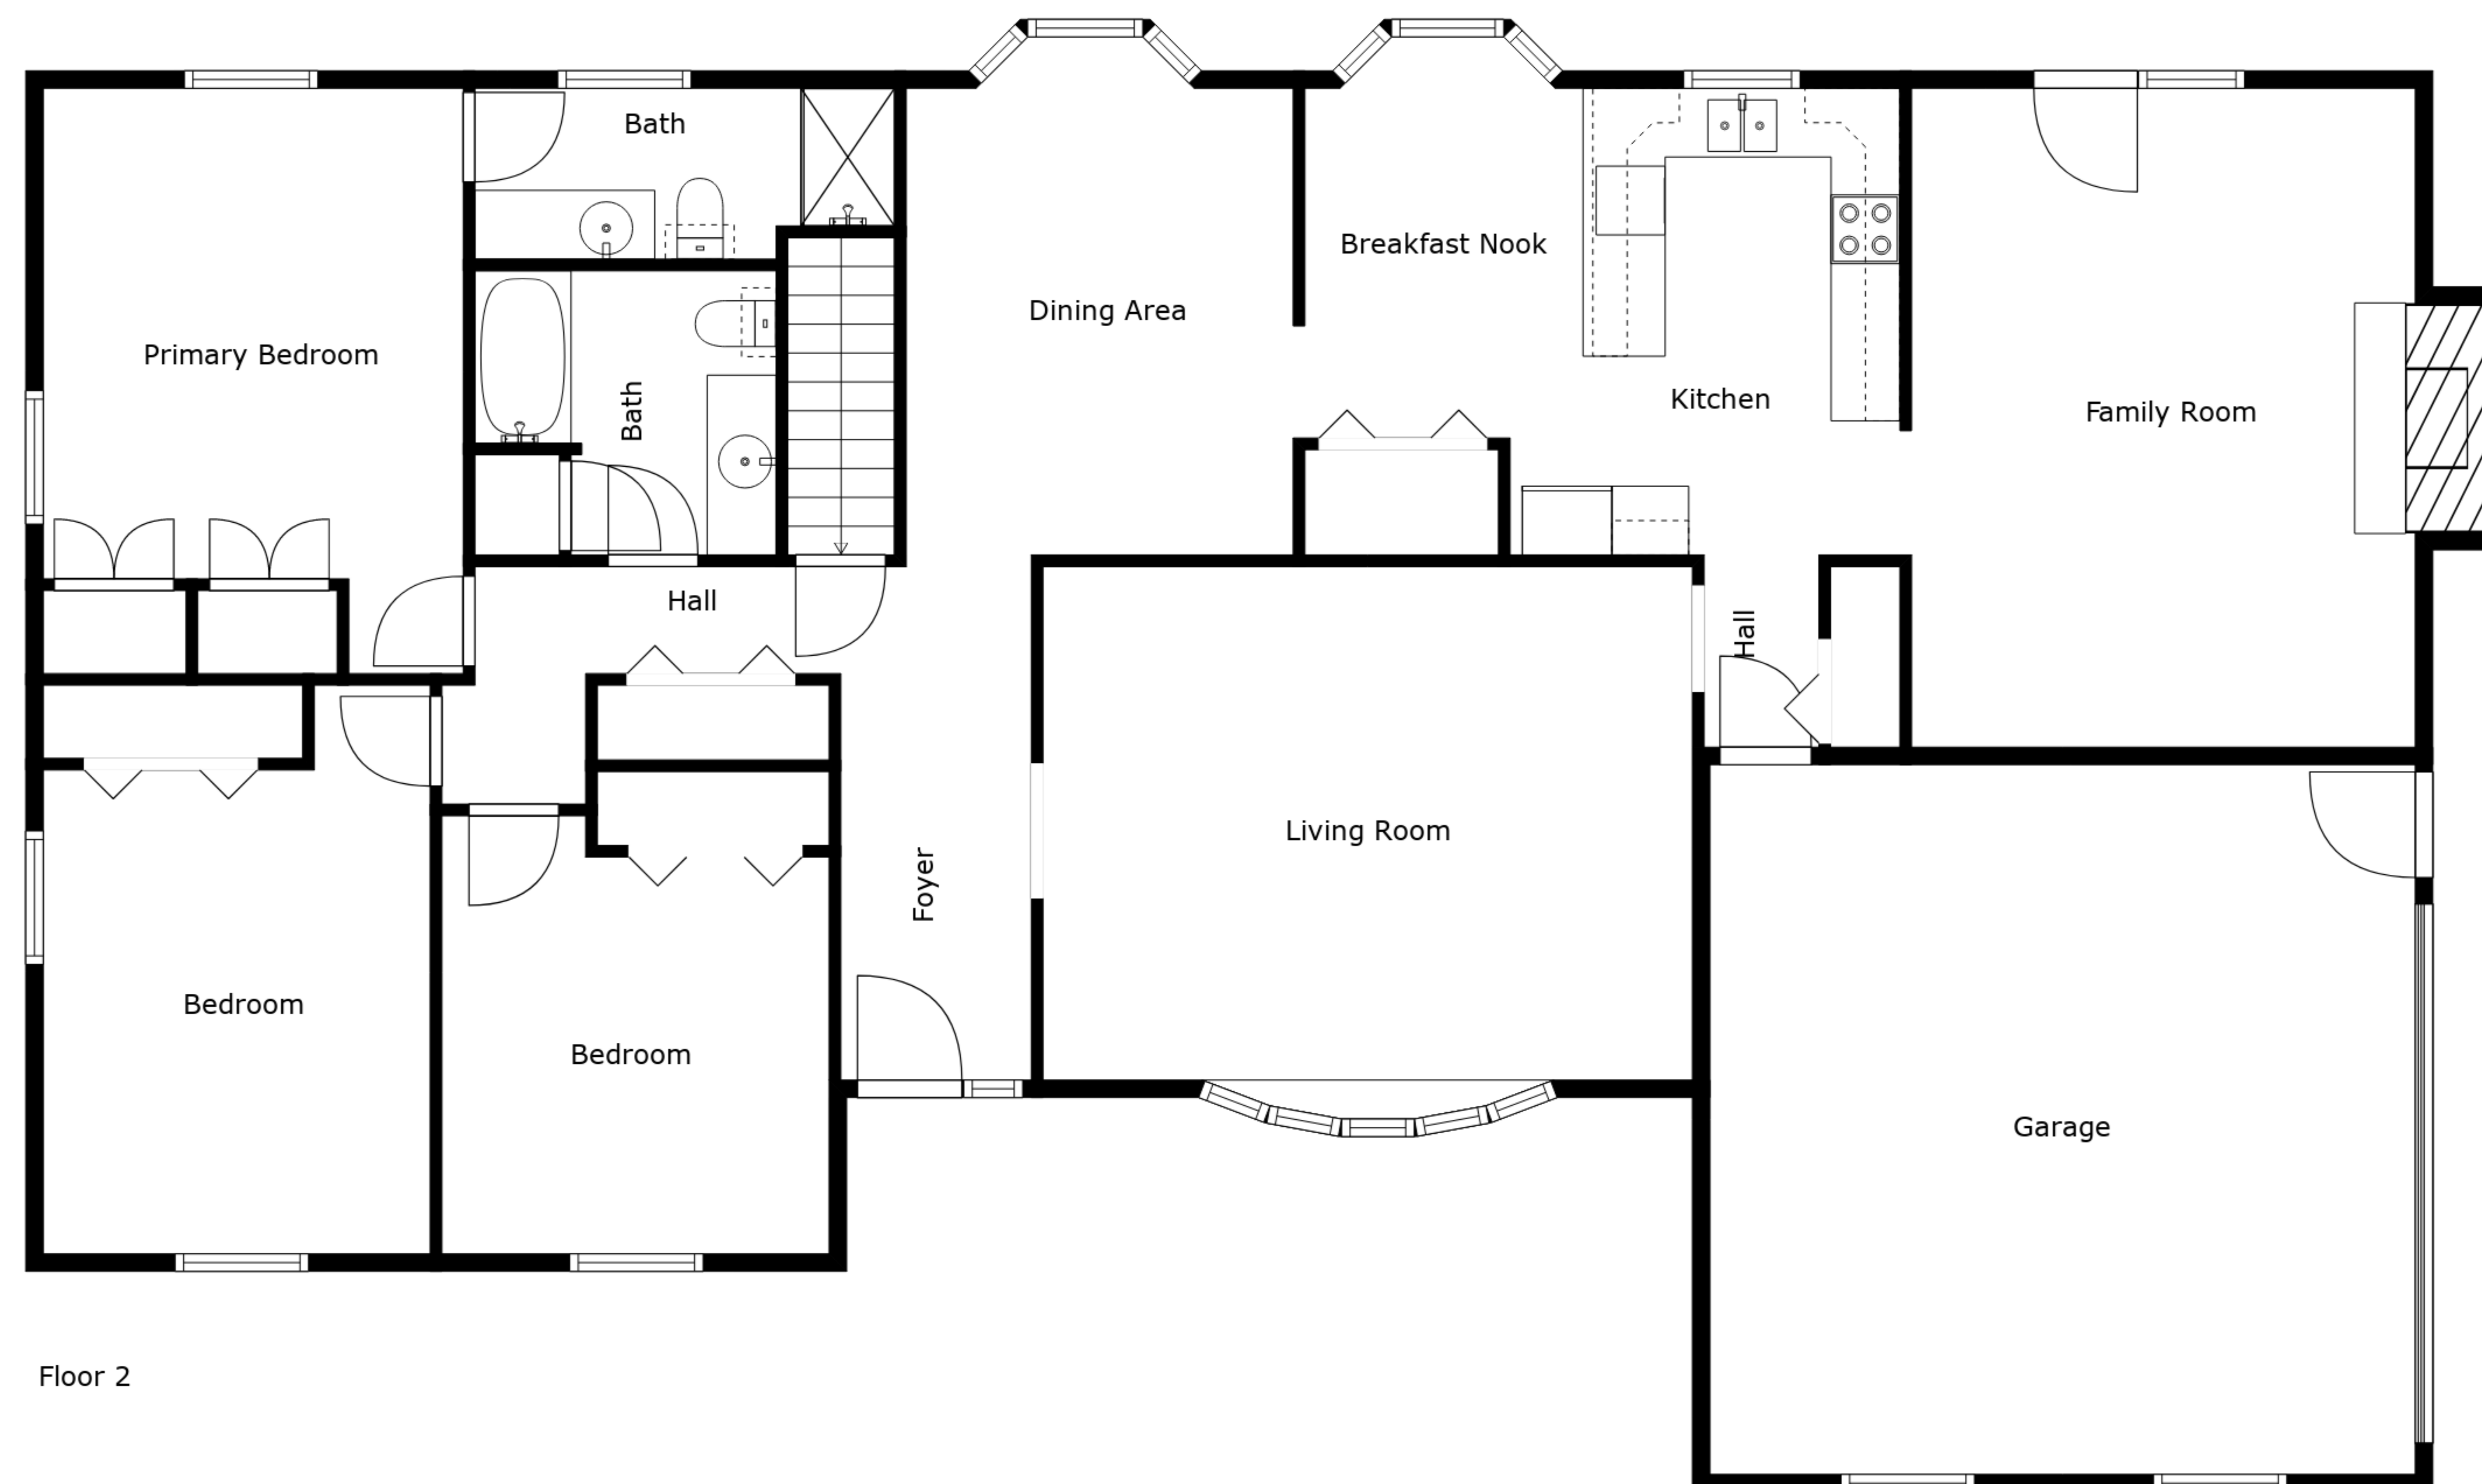 Bath
Breakfast Nook
Dining Area
Primary Bedroom
Bath
Kitchen
Family Room
Hall
Hall
Living Room
Foyer
Bedroom
Bedroom
Garage
Floor 2